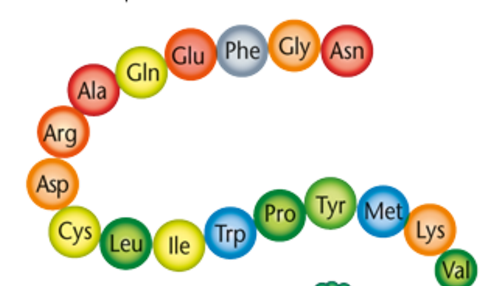 Asn
Gly
Phe
Glu
Gln
Ala
Arg
Asp
Cys
Leu
Ile
Trp
Pro
Tyr
Met
Lys
Val